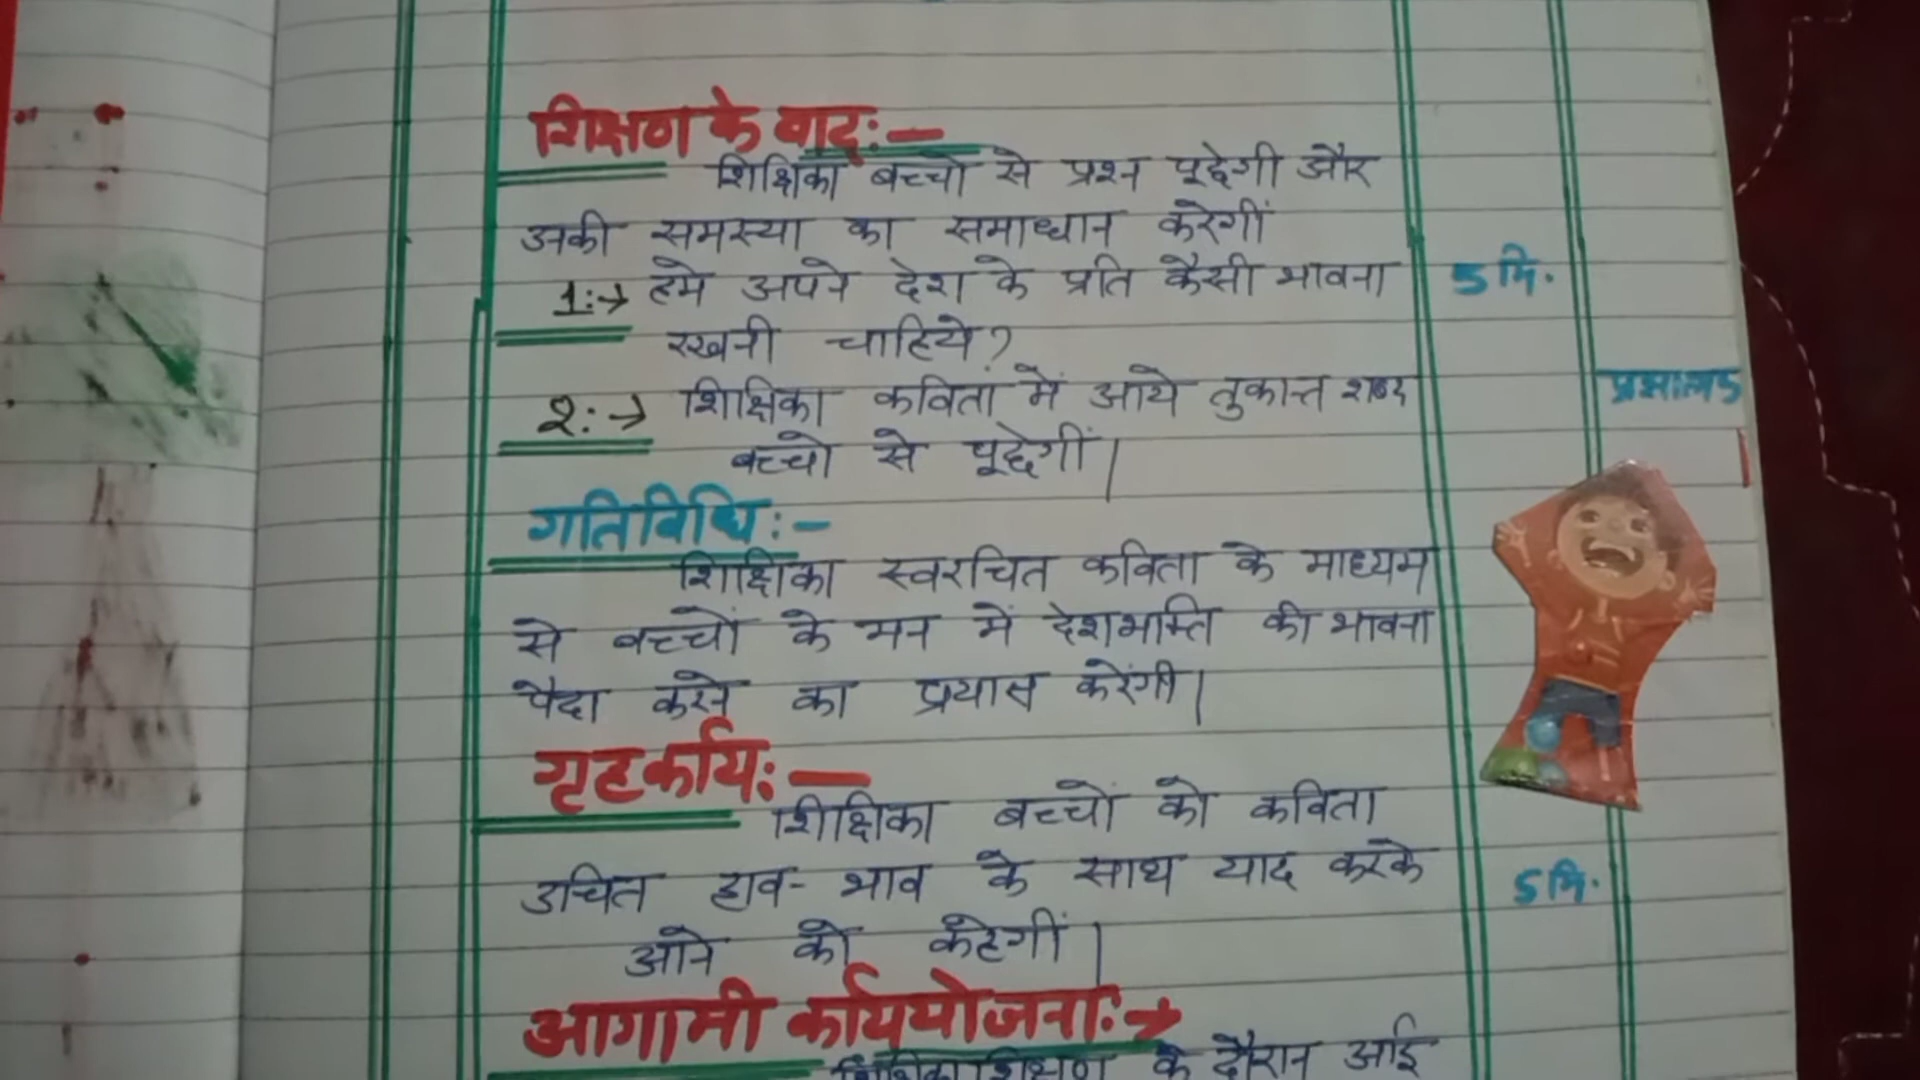 शिक्षण के बाद:—
शिक्षिका बच्चो से प्रश्न पूछेगी और
उनकी समस्या का समाधान करेगीं
1:→ हमे अपने देश के प्रति कैसी भावना
5 मि.
रखनी चाहिये?
2:→ शिक्षिका कविता में आये तुकान्त शब्द
बच्चो से पूछेगीं।
गतिविधि:-
शिक्षिका स्वरचित कविता के माध्यम
से बच्चों के मन में देशभक्ति की भावना
पैदा करने का प्रयास करेंगी।
गृहकार्य:—
शिक्षिका बच्चों को कविता
उचित हाव-भाव के साथ याद करके
5 मि.
आने को कहेगीं।
आगामी कार्ययोजना:→
शिक्षिका शिक्षण के दौरान आई